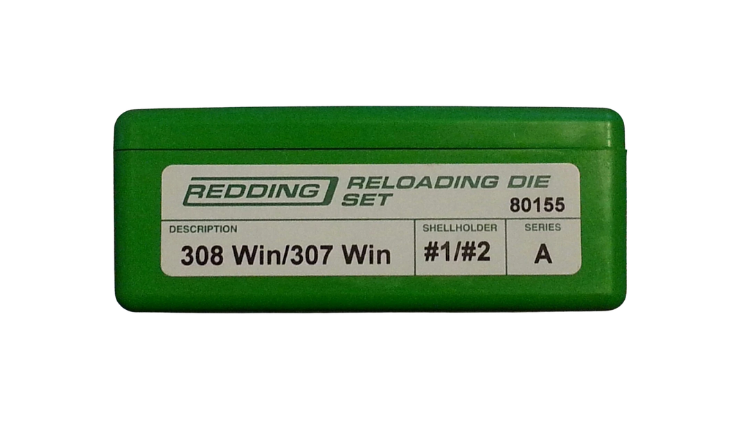 REDDING RELOADING DIE
SET
80155
DESCRIPTION SHELLHOLDER SERIES
308 Win/307 Win #1/#2 A